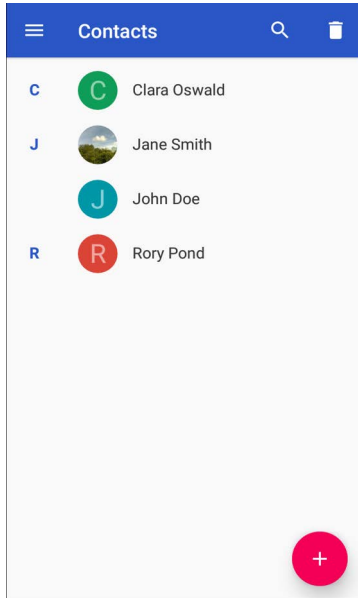 Contacts
C C Clara Oswald
J Jane Smith
J John Doe
R R Rory Pond
+